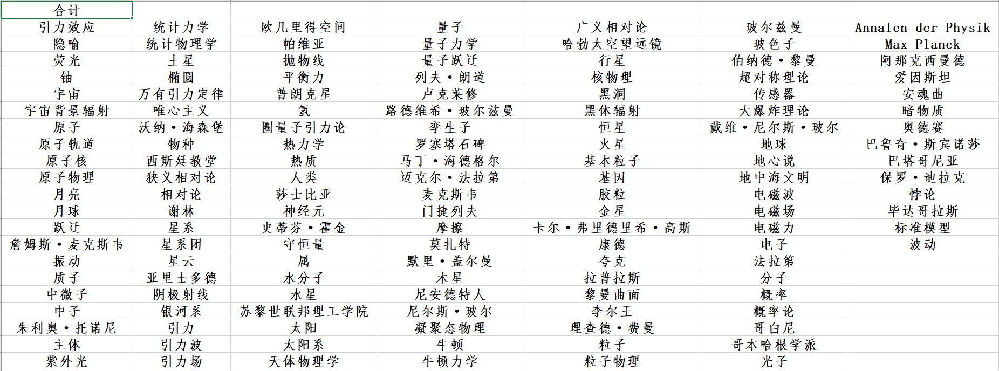 合计
引力效应 统计力学 欧几里得空间 量子 广义相对论 玻尔兹曼 Annalen der Physik
隐喻 统计物理学 帕维亚 量子力学 哈勃太空望远镜 玻色子 Max Planck
荧光 土星 抛物线 量子跃迁 行星 伯纳德·黎曼 阿那克西曼德
铀 椭圆 平衡力 列夫·朗道 核物理 超对称理论 爱因斯坦
宇宙 万有引力定律 普朗克星 卢克莱修 黑洞 传感器 安魂曲
宇宙背景辐射 唯心主义 氢 路德维希·玻尔兹曼 黑体辐射 大爆炸理论 暗物质
原子 沃纳·海森堡 圈量子引力论 孪生子 恒星 戴维·尼尔斯·玻尔 奥德赛
原子轨道 物种 热力学 罗塞塔石碑 火星 地球 巴鲁奇·斯宾诺莎
原子核 西斯廷教堂 热质 马丁·海德格尔 基本粒子 地心说 巴塔哥尼亚
原子物理 狭义相对论 人类 迈克尔·法拉第 基因 地中海文明 保罗·迪拉克
月亮 相对论 莎士比亚 麦克斯韦 胶粒 电磁波 悖论
月球 谢林 神经元 门捷列夫 金星 电磁场 毕达哥拉斯
跃迁 星系 史蒂芬·霍金 摩擦 卡尔·弗里德里希·高斯 电磁力 标准模型
詹姆斯·麦克斯韦 星系团 守恒量 莫扎特 康德 电子 波动
振动 星云 属 默里·盖尔曼 夸克 法拉第
质子 亚里士多德 水分子 木星 拉普拉斯 分子
中微子 阴极射线 水星 尼安德特人 黎曼曲面 概率
中子 银河系 苏黎世联邦理工学院 尼尔斯·玻尔 李尔王 概率论
朱利奥·托诺尼 引力 太阳 凝聚态物理 理查德·费曼 哥白尼
主体 引力波 太阳系 牛顿 粒子 哥本哈根学派
紫外光 引力场 天体物理学 牛顿力学 粒子物理 光子